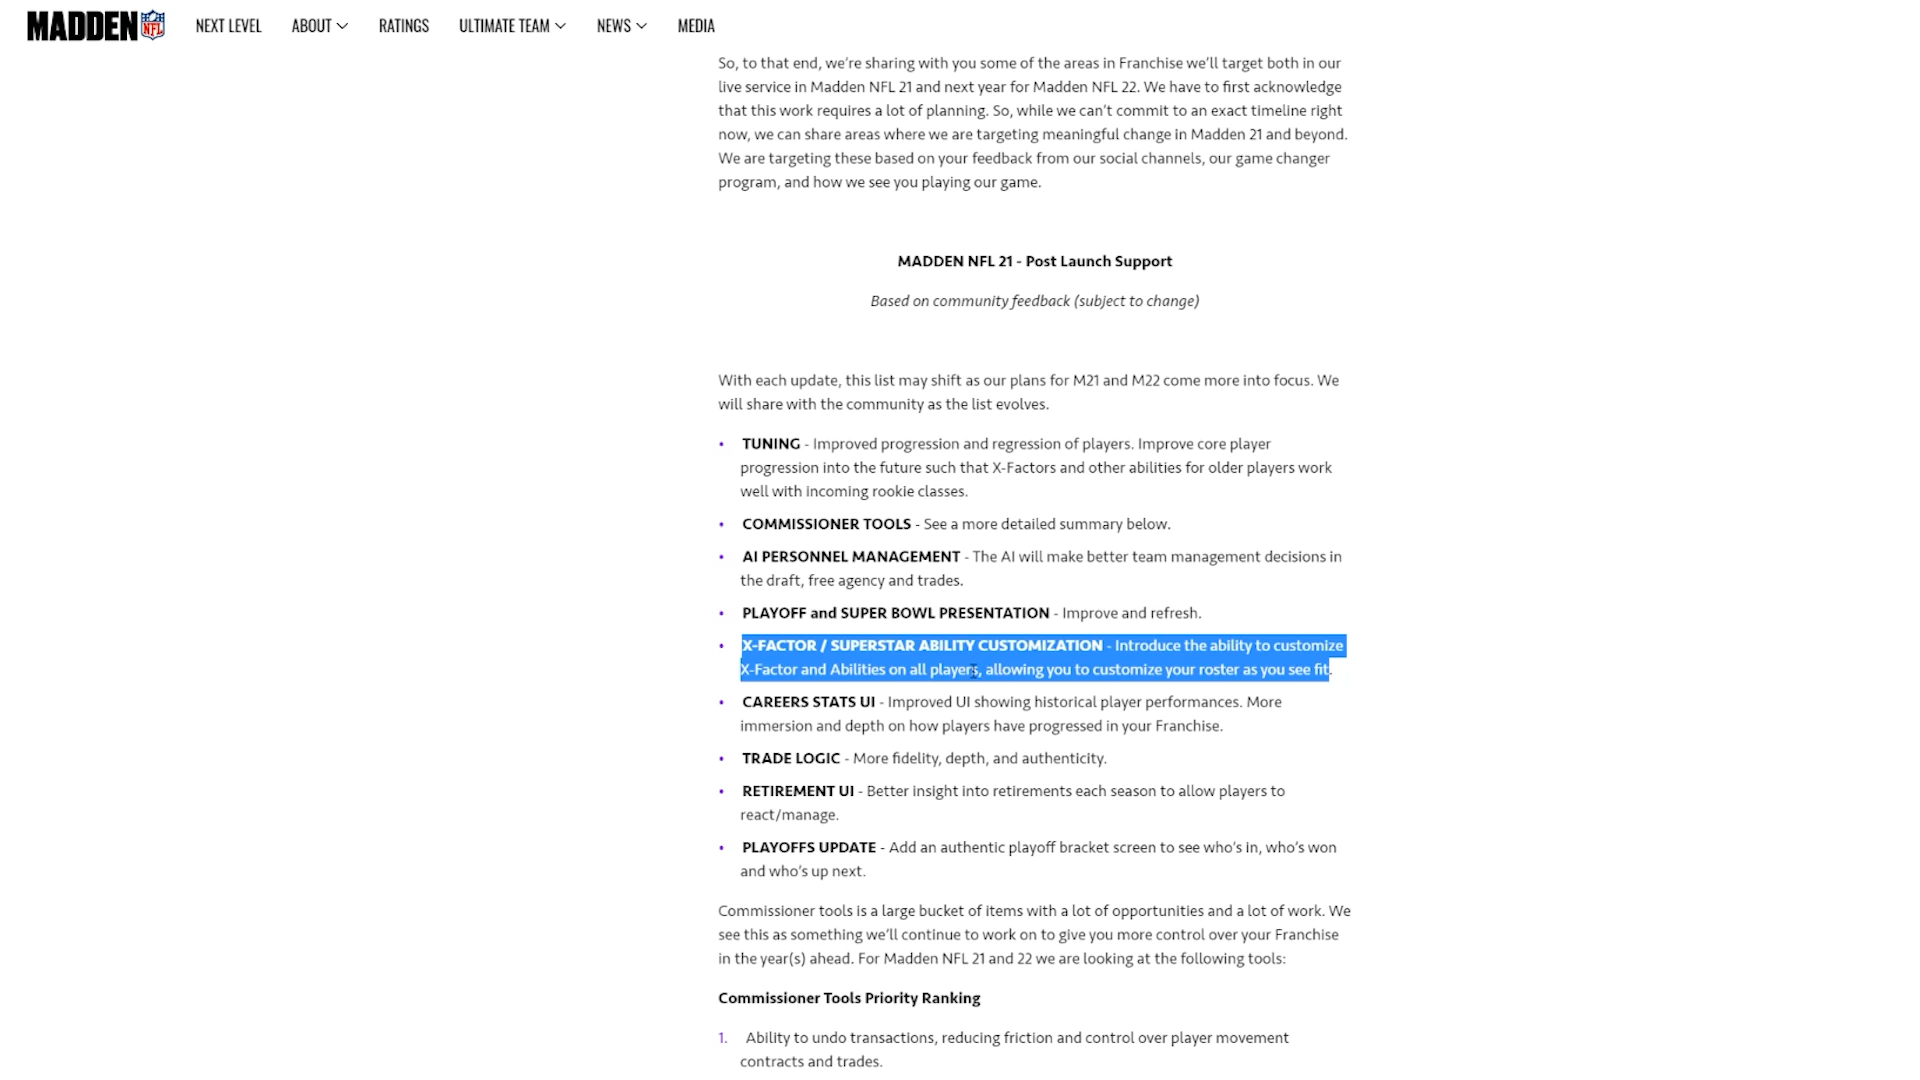 MADDEN NFL NEXT LEVEL ABOUT RATINGS ULTIMATE TEAM NEWS MEDIA
So, to that end, we’re sharing with you some of the areas in Franchise we’ll target both in our
live service in Madden NFL 21 and next year for Madden NFL 22. We have to first acknowledge
that this work requires a lot of planning. So, while we can’t commit to an exact timeline right
now, we can share areas where we are targeting meaningful change in Madden 21 and beyond.
We are targeting these based on your feedback from our social channels, our game changer
program, and how we see you playing our game.
MADDEN NFL 21 - Post Launch Support
Based on community feedback (subject to change)
With each update, this list may shift as our plans for M21 and M22 come more into focus. We
will share with the community as the list evolves.
• TUNING - Improved progression and regression of players. Improve core player
progression into the future such that X-Factors and other abilities for older players work
well with incoming rookie classes.
• COMMISSIONER TOOLS - See a more detailed summary below.
• AI PERSONNEL MANAGEMENT - The AI will make better team management decisions in
the draft, free agency and trades.
• PLAYOFF and SUPER BOWL PRESENTATION - Improve and refresh.
• X-FACTOR / SUPERSTAR ABILITY CUSTOMIZATION - Introduce the ability to customize
X-Factor and Abilities on all players, allowing you to customize your roster as you see fit.
• CAREERS STATS UI - Improved UI showing historical player performances. More
immersion and depth on how players have progressed in your Franchise.
• TRADE LOGIC - More fidelity, depth, and authenticity.
• RETIREMENT UI - Better insight into retirements each season to allow players to
react/manage.
• PLAYOFFS UPDATE - Add an authentic playoff bracket screen to see who’s in, who’s won
and who’s up next.
Commissioner tools is a large bucket of items with a lot of opportunities and a lot of work. We
see this as something we’ll continue to work on to give you more control over your Franchise
in the year(s) ahead. For Madden NFL 21 and 22 we are looking at the following tools:
Commissioner Tools Priority Ranking
1. Ability to undo transactions, reducing friction and control over player movement
contracts and trades.